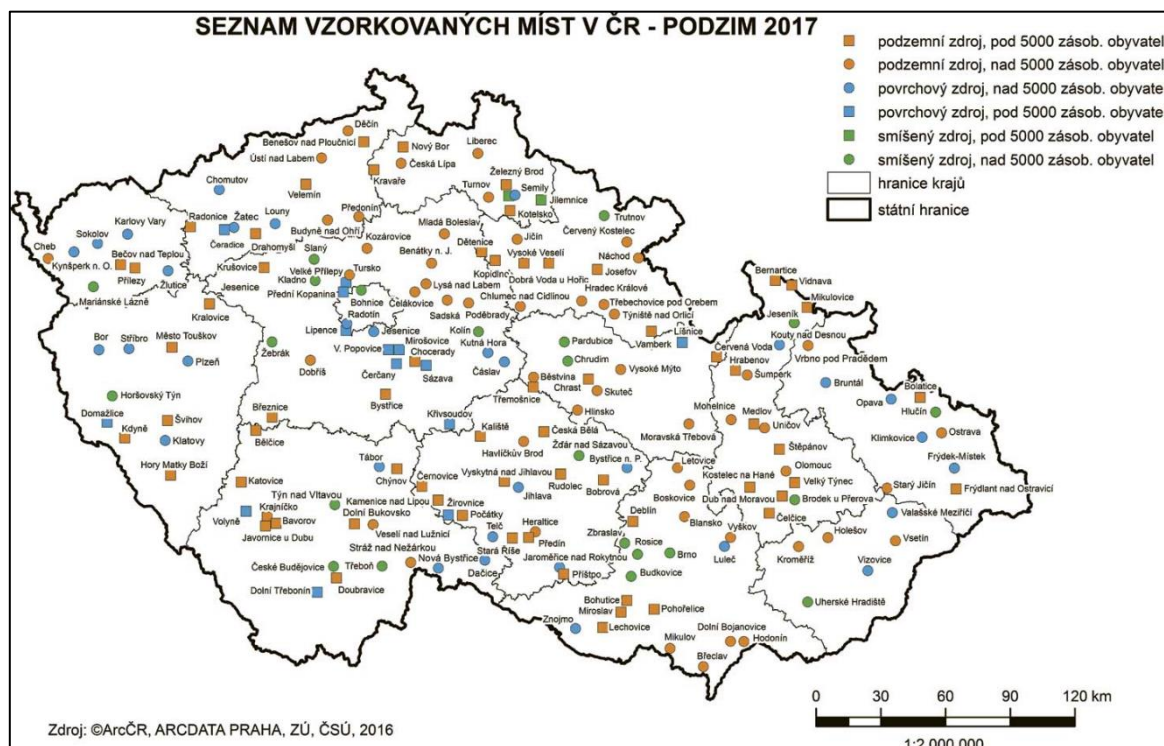 SEZNAM VZORKOVANÝCH MÍST V ČR - PODZIM 2017
podzemní zdroj, pod 5000 zásob. obyvatel
podzemní zdroj, nad 5000 zásob. obyvatel
povrchový zdroj, nad 5000 zásob. obyvate
povrchový zdroj, pod 5000 zásob. obyvate
smíšený zdroj, pod 5000 zásob. obyvatel
smíšený zdroj, nad 5000 zásob. obyvatel
hranice krajů
státní hranice
Děčín
Benešov nad Ploučnicí
Nový Bor
Liberec
Ústí nad Labem
Česká Lípa
Chomutov
Velemín
Kravaře
Železný Brod
Turnov
Semily
Jilemnice
Kotelsko
Trutnov
Karlovy Vary
Radonice
Žatec
Louny
Předonín
Mladá Boleslav
Červený Kostelec
Sokolov
Čeradice
Drahomyšl
Budyně nad Ohří
Cheb
Kynšperk n. O.
Bečov nad Teplou
Slaný
Kozárovice
Dětenice
Jičín
Náchod
Přílezy
Krušovice
Velké Přílepy
Tursko
Benátky n. J.
Vysoké Veselí
Žlutice
Jesenice
Kladno
Kopidlno
Dobrá Voda u Hořic
Josefov
Mariánské Lázně
Přední Kopanina
Bohnice
Lysá nad Labem
Chlumec nad Cidlinou
Hradec Králové
Kralovice
Čelákovice
Třebechovice pod Orebem
Radotín
Sadská
Poděbrady
Týniště nad Orlicí
Bor
Stříbro
Město Touškov
Lipence
Jesenice
Mirošovice
Kolín
Pardubice
Vamberk
Lišnice
Plzeň
Žebrák
V. Popovice
Chocerady
Kutná Hora
Chrudim
Dobříš
Čerčany
Sázava
Čáslav
Vysoké Mýto
Běstvina
Chrast
Skuteč
Horšovský Týn
Bystřice
Třemošnice
Hlinsko
Domažlice
Švihov
Březnice
Křivsoudov
Kdyně
Klatovy
Bělčice
Kaliště
Česká Bělá
Moravská Třebová
Hory Matky Boží
Tábor
Havlíčkův Brod
Žďár nad Sázavou
Katovice
Chýnov
Černovice
Vyskytná nad Jihlavou
Bystřice n. P.
Letovice
Týn nad Vltavou
Kamenice nad Lipou
Žirovnice
Rudolec
Bobrová
Boskovice
Volyně
Krajníčko
Dolní Bukovsko
Počátky
Jihlava
Bavorov
Javornice u Dubu
Veselí nad Lužnicí
Telč
Heraltice
Deblín
Blansko
Stráž nad Nežárkou
Stará Říše
Předín
Zbraslav
Rosice
Vyškov
České Budějovice
Třeboň
Nová Bystřice
Jaroměřice nad Rokytnou
Brno
Luleč
Dačice
Příštpo
Budkovice
Dolní Třebonín
Doubravice
Bohutice
Miroslav
Pohořelice
Znojmo
Lechovice
Mikulov
Dolní Bojanovice
Hodonín
Břeclav
Bernartice
Vidnava
Mikulovice
Jeseník
Kouty nad Desnou
Červená Voda
Hrabenov
Vrbno pod Pradědem
Šumperk
Bruntál
Bolatice
Opava
Hlučín
Mohelnice
Medlov
Uničov
Klimkovice
Ostrava
Štěpánov
Frýdek-Místek
Kostelec na Hané
Olomouc
Velký Týnec
Starý Jičín
Frýdlant nad Ostravicí
Dub nad Moravou
Brodek u Přerova
Čelčice
Valašské Meziříčí
Holešov
Vsetín
Kroměříž
Vizovice
Uherské Hradiště
0 30 60 90 120 km
1:2 000 000
Zdroj: ©ArcČR, ARCDATA PRAHA, ZÚ, ČSÚ, 2016